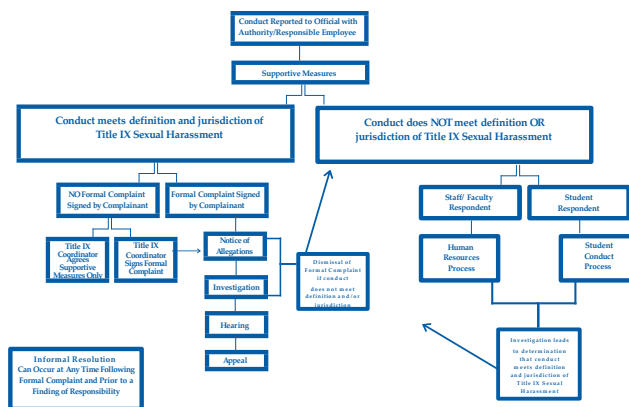 Conduct Reported to Official with
Authority/Responsible Employee
Supportive Measures
Conduct meets definition and jurisdiction of
Title IX Sexual Harassment
Conduct does NOT meet definition OR
jurisdiction of Title IX Sexual Harassment
NO Formal Complaint
Signed by Complainant
Formal Complaint Signed
by Complainant
Staff/ Faculty
Respondent
Student
Respondent
Title IX
Coordinator
Agrees
Supportive
Measures Only
Title IX
Coordinator
Signs Formal
Complaint
Notice of
Allegations
Human
Resources
Process
Student
Conduct
Process
Dismissal of
Formal Complaint
if conduct
does not meet
definition and/or
jurisdiction
Investigation
Hearing
Appeal
Investigation leads
to determination
that conduct
meets definition
and jurisdiction of
Title IX Sexual
Harassment
Informal Resolution
Can Occur at Any Time Following
Formal Complaint and Prior to a
Finding of Responsibility